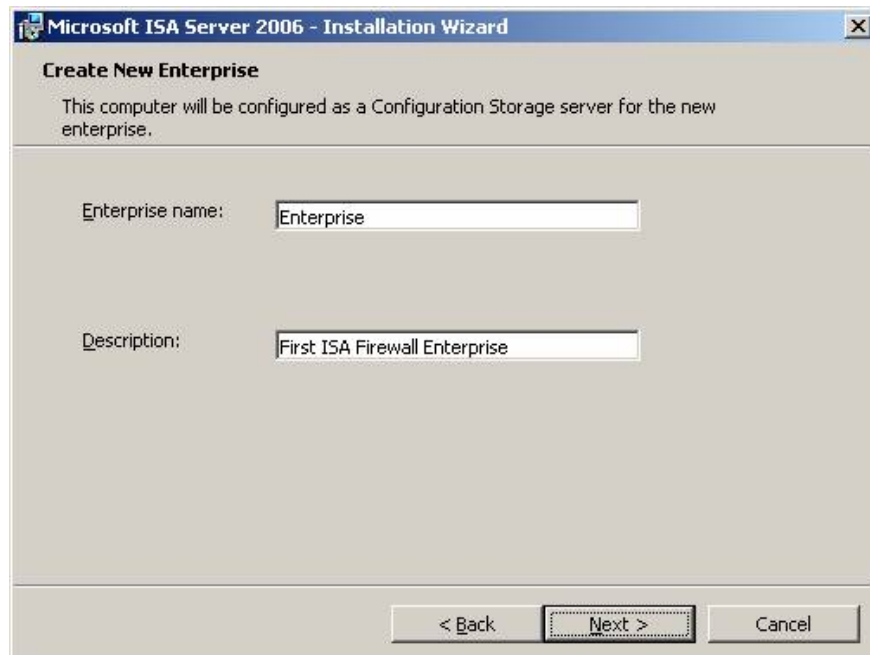 Microsoft ISA Server 2006 - Installation Wizard
Create New Enterprise
This computer will be configured as a Configuration Storage server for the new
enterprise.
Enterprise name: Enterprise
Description: First ISA Firewall Enterprise
< Back Next > Cancel